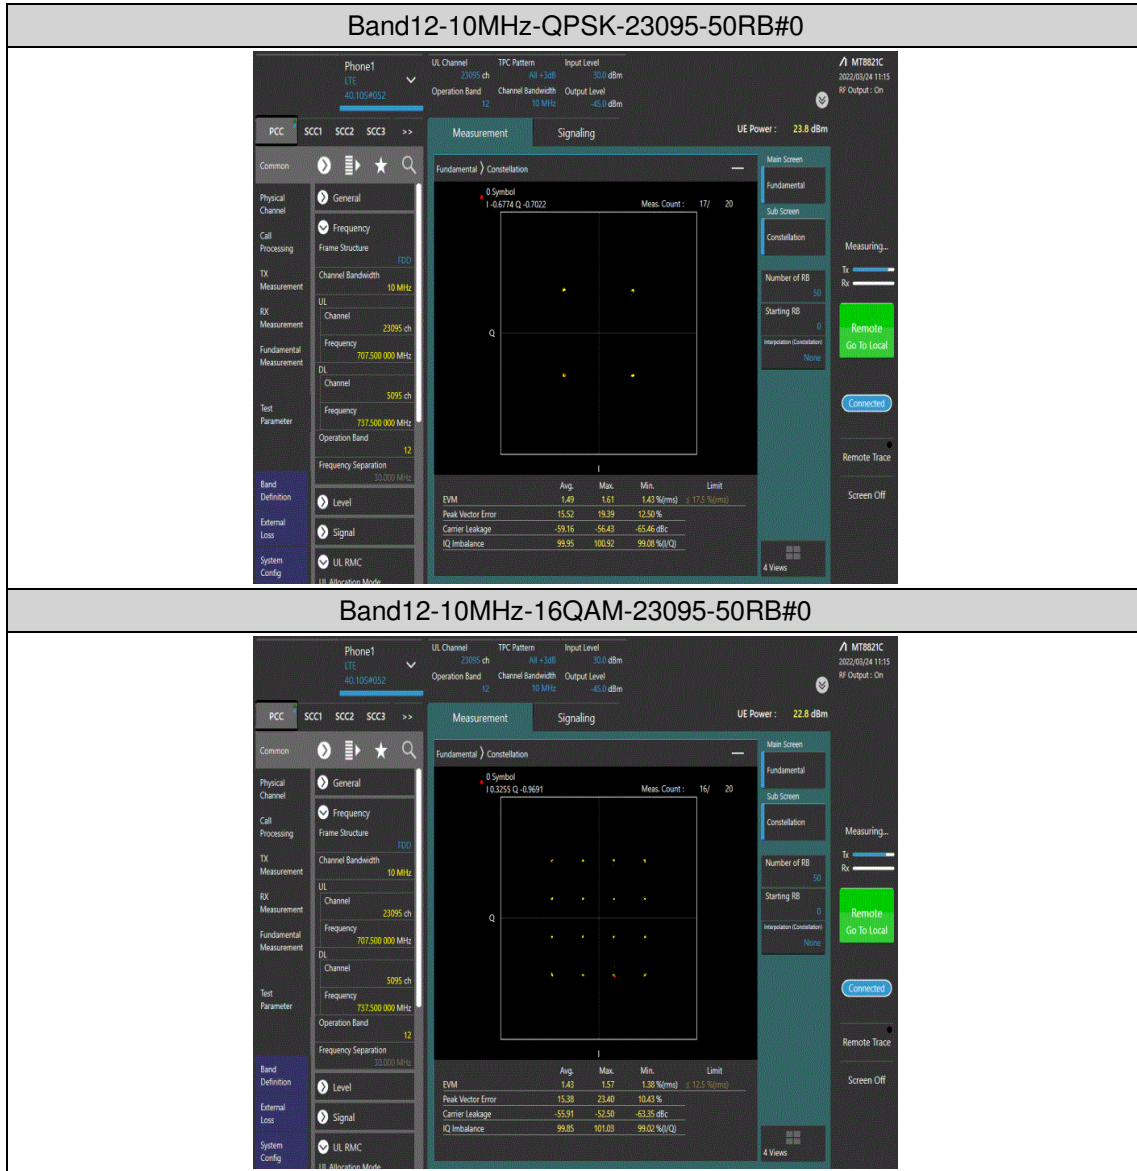 Band12-10MHz-QPSK-23095-50RB#0
Phone1
LTE
40.105#052
UL Channel TPC Pattern Input Level
23095 ch All +3dB 30.0 dBm
Operation Band Channel Bandwidth Output Level
12 10 MHz -45.0 dBm
MT8821C
2022/03/24 11:15
RF Output : On
PCC SCC1 SCC2 SCC3 >>
Measurement Signaling
UE Power : 23.8 dBm
Common
Physical Channel
Call Processing
TX Measurement
RX Measurement
Fundamental Measurement
Test Parameter
Band Definition
External Loss
System Config
General
Frequency
Frame Structure
FDD
Channel Bandwidth
10 MHz
UL
Channel
23095 ch
Frequency
707.500 000 MHz
DL
Channel
5095 ch
Frequency
737.500 000 MHz
Operation Band
12
Frequency Separation
30.000 MHz
Level
Signal
UL RMC
UL Allocation Mode
Fundamental ⟩ Constellation
0 Symbol
I -0.6774 Q -0.7022 Meas. Count : 17/ 20
Q
I
Avg. Max. Min. Limit
EVM 1.49 1.61 1.43 %(rms) ≤ 17.5 %(rms)
Peak Vector Error 15.52 19.39 12.50 %
Carrier Leakage -59.16 -56.43 -65.46 dBc
IQ Imbalance 99.95 100.92 99.08 %(I/Q)
Main Screen
Fundamental
Sub Screen
Constellation
Number of RB
50
Starting RB
0
Interpolation (Constellation)
None
4 Views
Measuring...
Tx
Rx
Remote
Go To Local
Connected
Remote Trace
Screen Off
Band12-10MHz-16QAM-23095-50RB#0
Phone1
LTE
40.105#052
UL Channel TPC Pattern Input Level
23095 ch All +3dB 30.0 dBm
Operation Band Channel Bandwidth Output Level
12 10 MHz -45.0 dBm
MT8821C
2022/03/24 11:15
RF Output : On
PCC SCC1 SCC2 SCC3 >>
Measurement Signaling
UE Power : 22.8 dBm
Common
Physical Channel
Call Processing
TX Measurement
RX Measurement
Fundamental Measurement
Test Parameter
Band Definition
External Loss
System Config
General
Frequency
Frame Structure
FDD
Channel Bandwidth
10 MHz
UL
Channel
23095 ch
Frequency
707.500 000 MHz
DL
Channel
5095 ch
Frequency
737.500 000 MHz
Operation Band
12
Frequency Separation
30.000 MHz
Level
Signal
UL RMC
UL Allocation Mode
Fundamental ⟩ Constellation
0 Symbol
I 0.3255 Q -0.9691 Meas. Count : 16/ 20
Q
I
Avg. Max. Min. Limit
EVM 1.43 1.57 1.38 %(rms) ≤ 12.5 %(rms)
Peak Vector Error 15.38 23.40 10.43 %
Carrier Leakage -55.91 -52.50 -63.35 dBc
IQ Imbalance 99.85 101.03 99.02 %(I/Q)
Main Screen
Fundamental
Sub Screen
Constellation
Number of RB
50
Starting RB
0
Interpolation (Constellation)
None
4 Views
Measuring...
Tx
Rx
Remote
Go To Local
Connected
Remote Trace
Screen Off